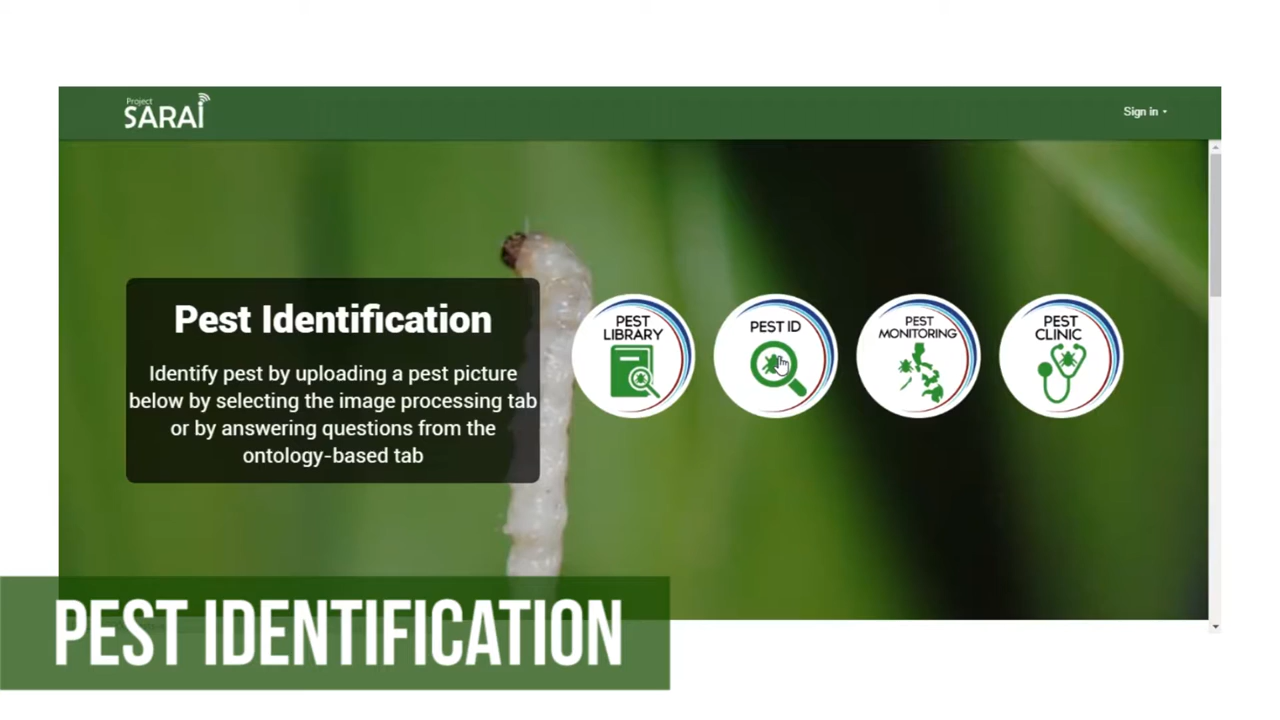 Project
SARAI
Sign in
Pest Identification
Identify pest by uploading a pest picture
below by selecting the image processing tab
or by answering questions from the
ontology-based tab
PEST
LIBRARY
PEST ID
PEST
MONITORING
PEST
CLINIC
PEST IDENTIFICATION